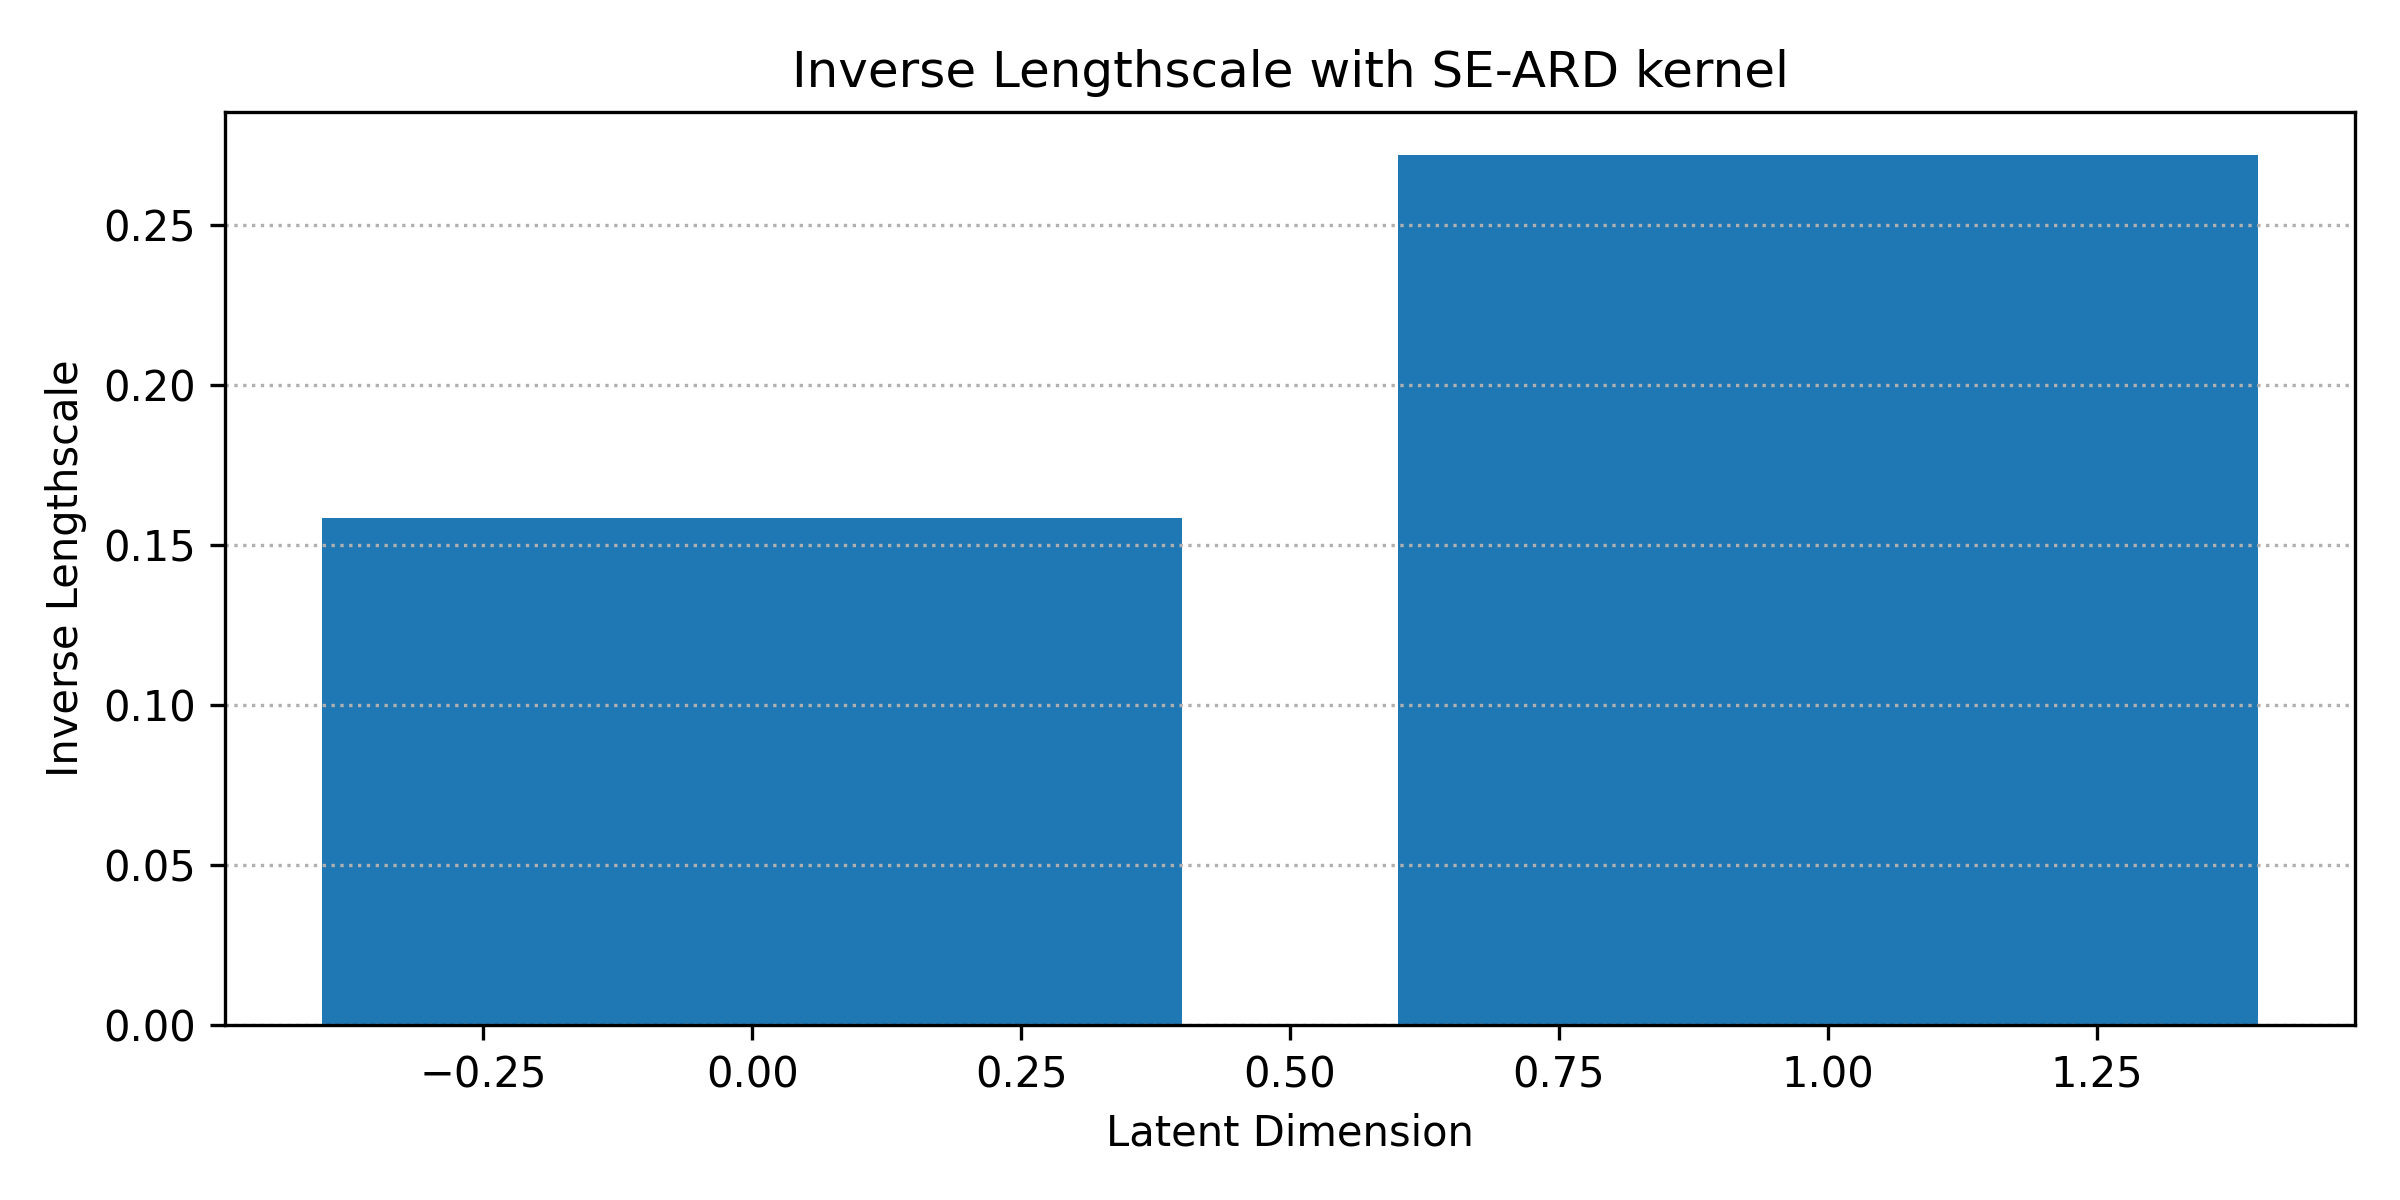 Inverse Lengthscale with SE-ARD kernel
Inverse Lengthscale
0.25
0.20
0.15
0.10
0.05
0.00
−0.25 0.00 0.25 0.50 0.75 1.00 1.25
Latent Dimension